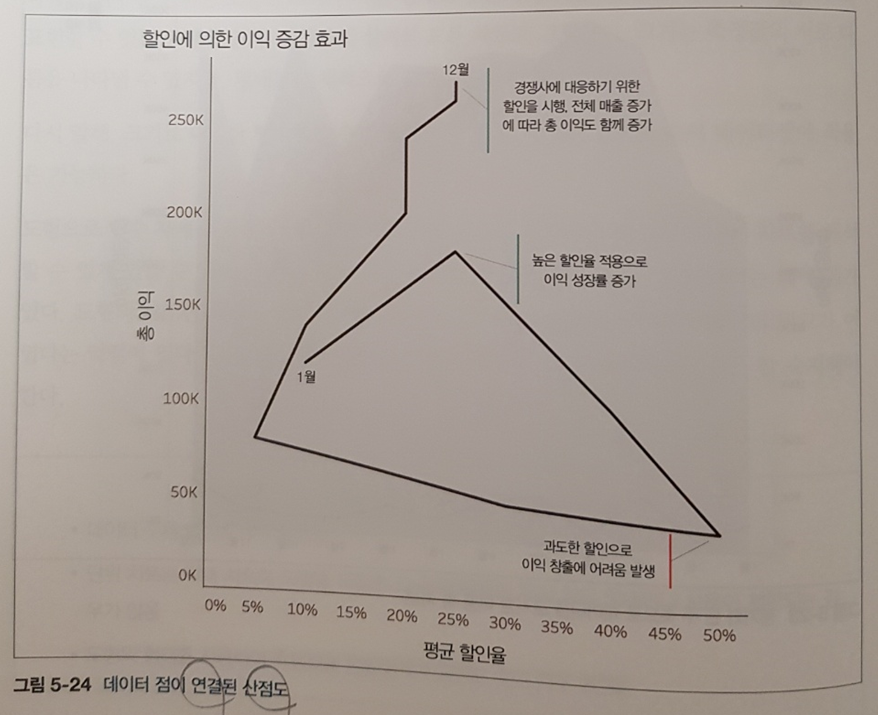 할인에 의한 이익 증감 효과
12월
경쟁사에 대응하기 위한
할인을 시행, 전체 매출 증가
에 따라 총 이익도 함께 증가
250K
200K
높은 할인율 적용으로
이익 성장률 증가
150K
총이익
1월
100K
50K
과도한 할인으로
이익 창출에 어려움 발생
0K
0% 5% 10% 15% 20% 25% 30% 35% 40% 45% 50%
평균 할인율
그림 5-24 데이터 점이 연결된 산점도